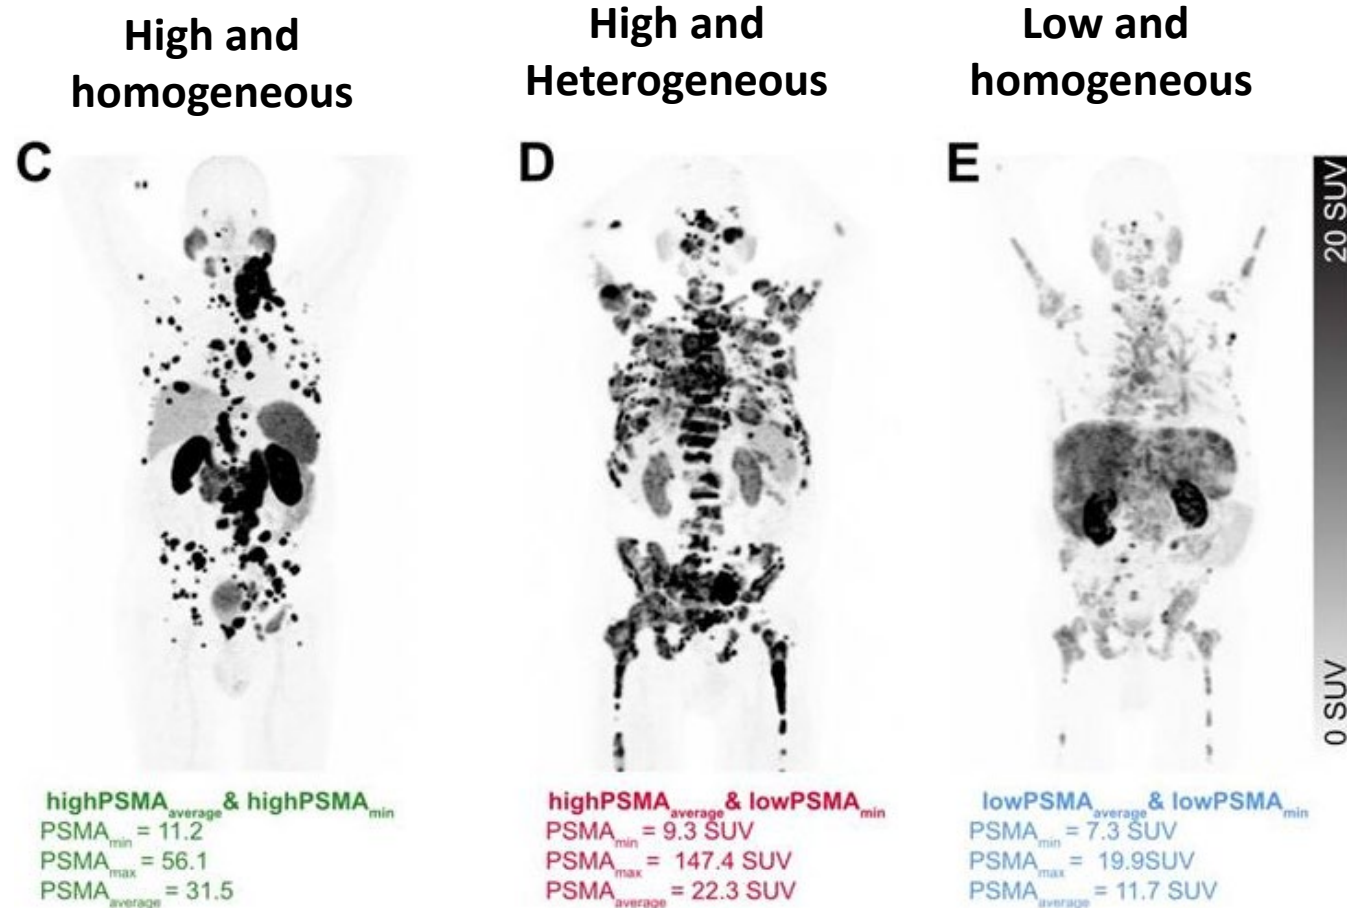 High and
homogeneous
High and
Heterogeneous
Low and
homogeneous
C
D
E
20 SUV
0 SUV
highPSMAaverage& highPSMAmin
PSMAmin = 11.2
PSMAmax = 56.1
PSMAaverage = 31.5
highPSMAaverage& lowPSMAmin
PSMAmin = 9.3 SUV
PSMAmax = 147.4 SUV
PSMAaverage = 22.3 SUV
lowPSMAaverage& lowPSMAmin
PSMAmin = 7.3 SUV
PSMAmax = 19.9SUV
PSMAaverage = 11.7 SUV